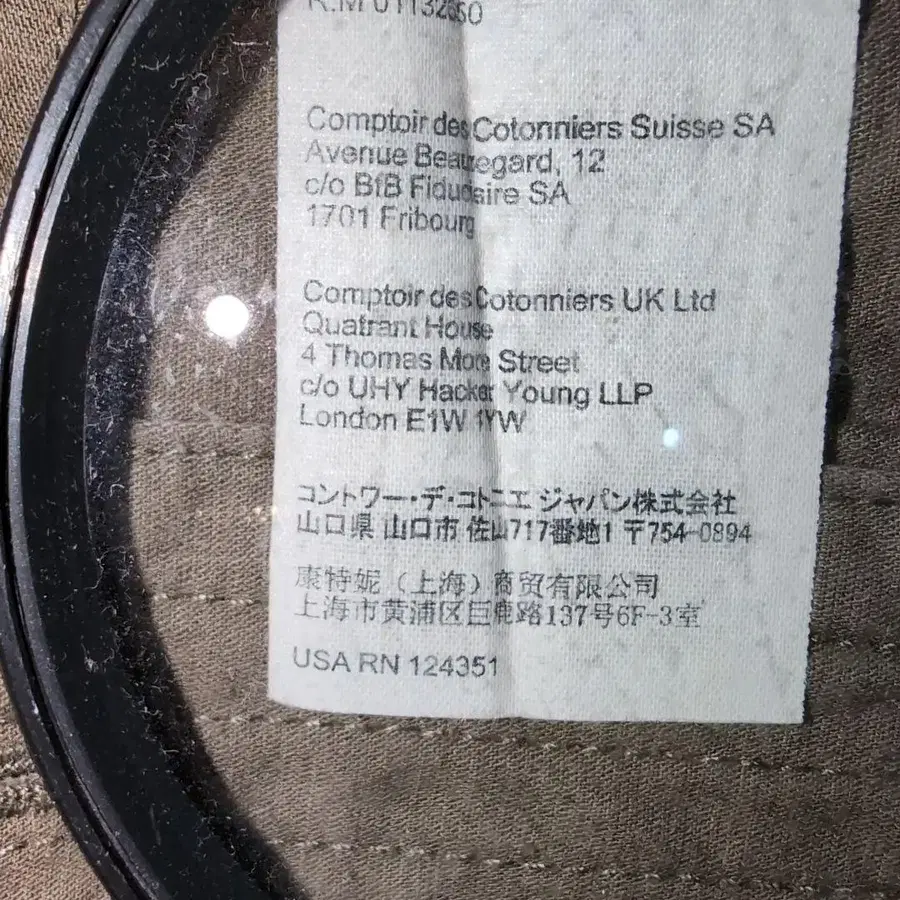 Comptoir des Cotonniers Suisse SA
Avenue Beauregard, 12
c/o BfB Fiduciaire SA
1701 Fribourg
Comptoir des Cotonniers UK Ltd
Quatrant House
4 Thomas More Street
c/o UHY Hacker Young LLP
London E1W 1YW
コントワー・デ・コトニエ ジャパン株式会社
山口県 山口市 佐山717番地1 〒754-0894
康特妮（上海）商贸有限公司
上海市黄浦区巨鹿路137号6F-3室
USA RN 124351